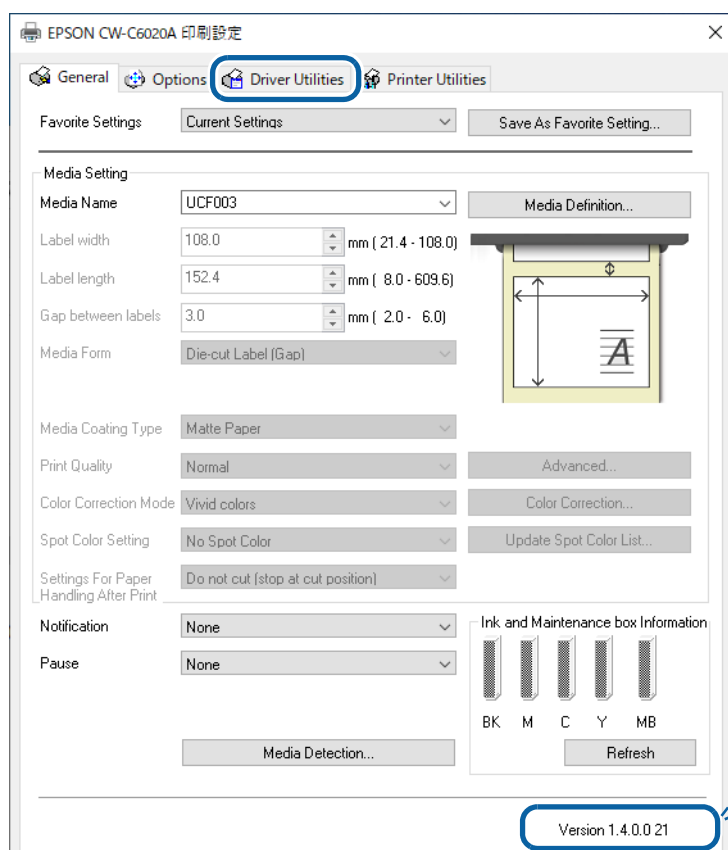 EPSON CW-C6020A 印刷設定
General Options Driver Utilities Printer Utilities
Favorite Settings Current Settings Save As Favorite Setting...
Media Setting
Media Name UCF003 Media Definition...
Label width 108.0 mm ( 21.4 - 108.0)
Label length 152.4 mm ( 8.0 - 609.6)
Gap between labels 3.0 mm ( 2.0 - 6.0)
Media Form Die-cut Label (Gap)
A
Media Coating Type Matte Paper
Print Quality Normal Advanced...
Color Correction Mode Vivid colors Color Correction...
Spot Color Setting No Spot Color Update Spot Color List...
Settings For Paper Do not cut (stop at cut position)
Handling After Print
Notification None Ink and Maintenance box Information
Pause None
BK M C Y MB
Media Detection... Refresh
Version 1.4.0.0 21